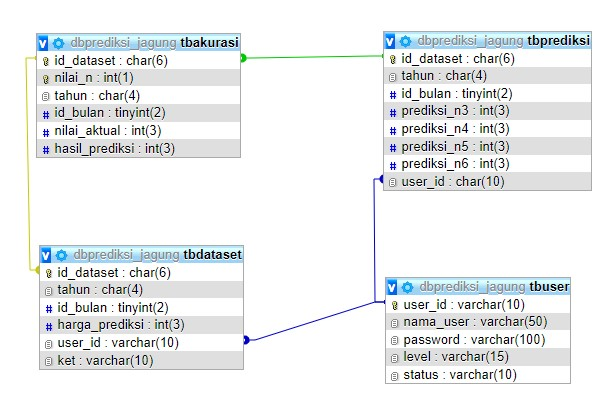 v dbprediksi_jagung tbakurasi
id_dataset : char(6)
nilai_n : int(1)
tahun : char(4)
# id_bulan : tinyint(2)
# nilai_aktual : int(3)
# hasil_prediksi : int(3)
v dbprediksi_jagung tbprediksi
id_dataset : char(6)
tahun : char(4)
# id_bulan : tinyint(2)
# prediksi_n3 : int(3)
# prediksi_n4 : int(3)
# prediksi_n5 : int(3)
# prediksi_n6 : int(3)
user_id : char(10)
v dbprediksi_jagung tbdataset
id_dataset : char(6)
tahun : char(4)
# id_bulan : tinyint(2)
# harga_prediksi : int(3)
user_id : varchar(10)
ket : varchar(10)
v dbprediksi_jagung tbuser
user_id : varchar(10)
nama_user : varchar(50)
password : varchar(100)
level : varchar(15)
status : varchar(10)